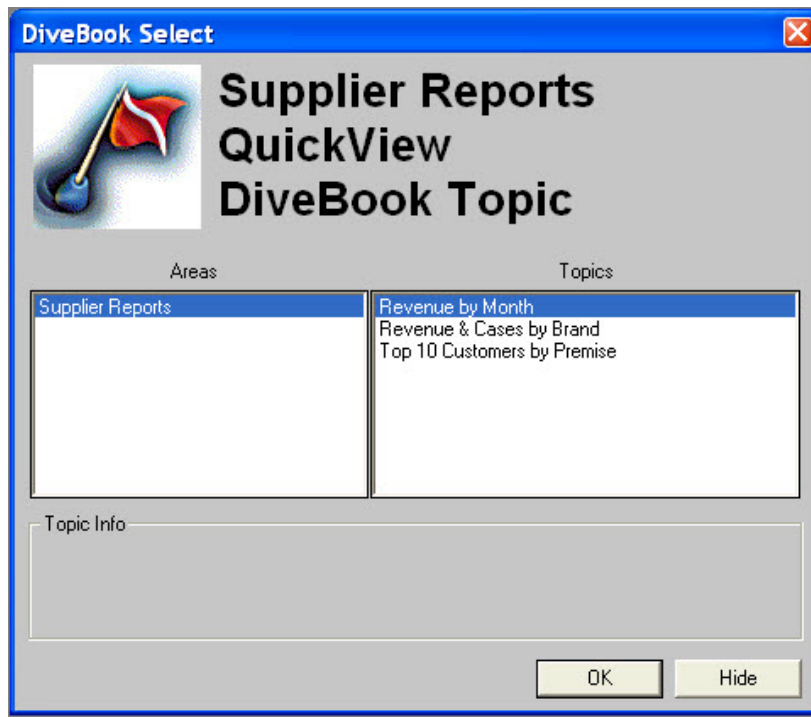 DiveBook Select
Supplier Reports
QuickView
DiveBook Topic
Areas
Topics
Supplier Reports
Revenue by Month
Revenue & Cases by Brand
Top 10 Customers by Premise
Topic Info
OK
Hide